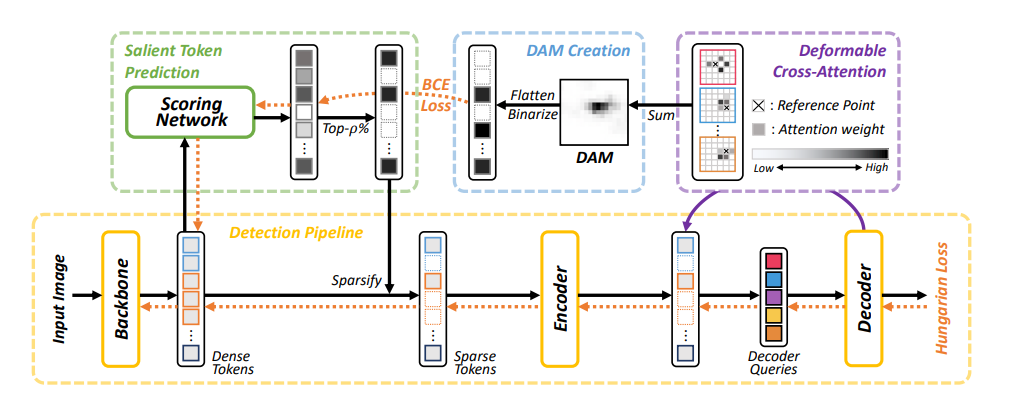 Salient Token
Prediction
Scoring
Network
Top-ρ%
BCE
Loss
DAM Creation
Flatten
Binarize
DAM
Sum
Deformable
Cross-Attention
: Reference Point
: Attention weight
Low
High
Detection Pipeline
Input Image
Backbone
Dense
Tokens
Sparsify
Sparse
Tokens
Encoder
Decoder
Queries
Decoder
Hungarian Loss